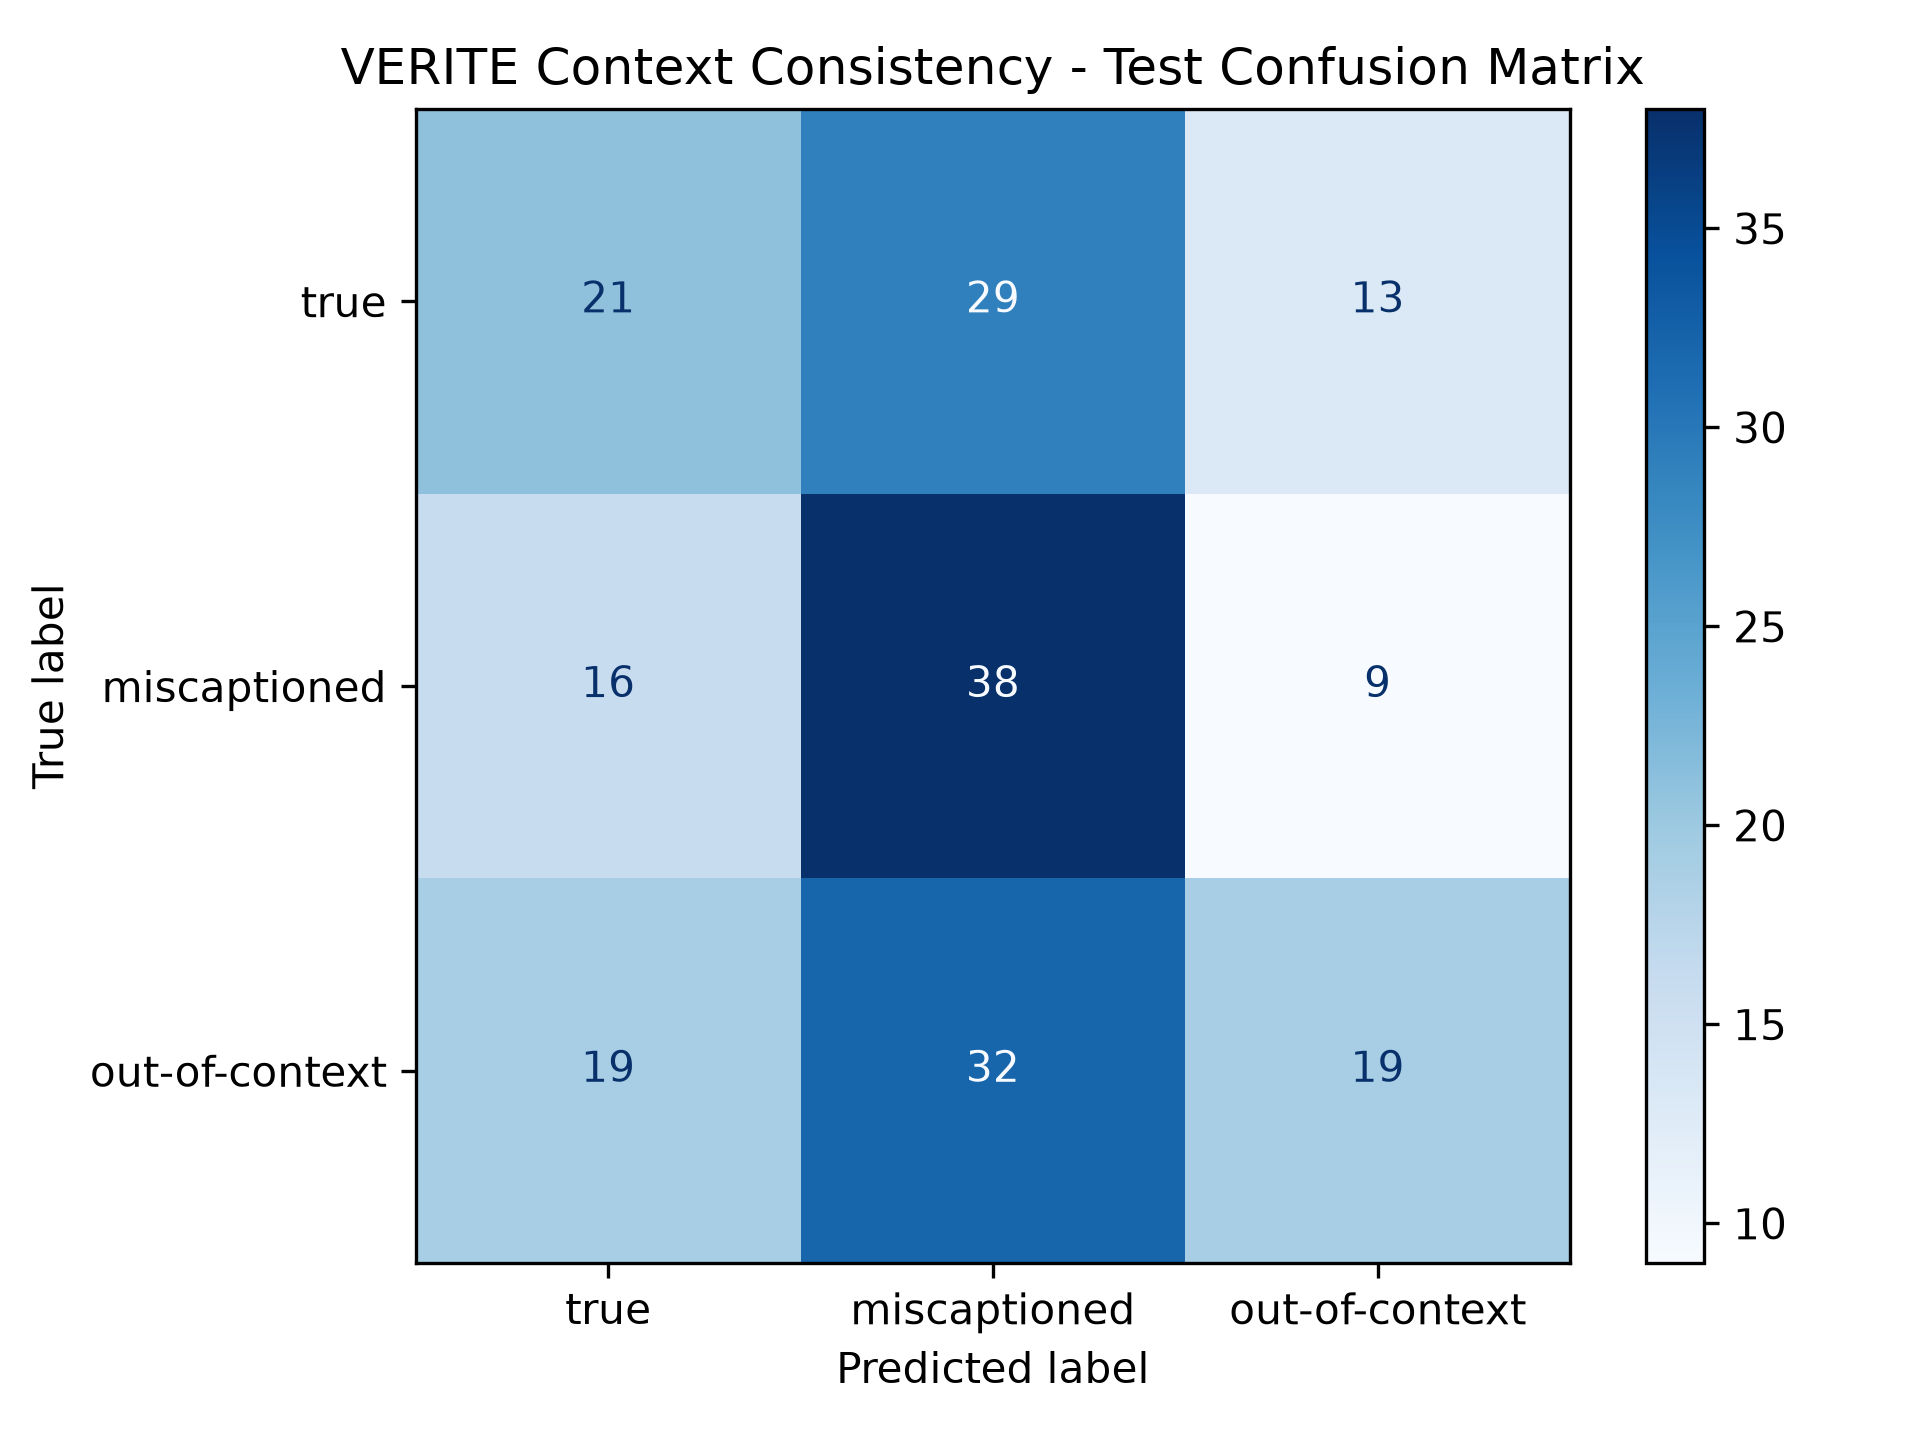 VERITE Context Consistency - Test Confusion Matrix
true
21
29
13
miscaptioned
16
38
9
out-of-context
19
32
19
True label
true
miscaptioned
out-of-context
Predicted label
35
30
25
20
15
10